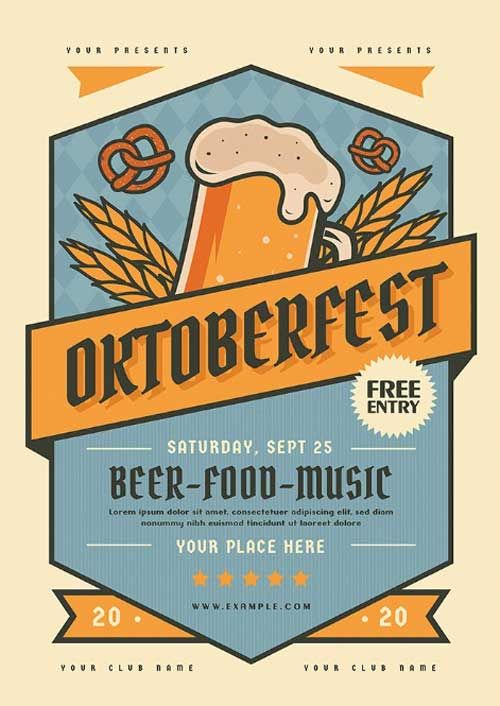 YOUR PRESENTS YOUR PRESENTS
OKTOBERFEST
FREE
ENTRY
SATURDAY, SEPT 25
BEER-FOOD-MUSIC
Lorem ipsum dolor sit amet, consectetuer adipiscing elit, sed diam
nonummy nibh euismod tincidunt ut laoreet dolore
YOUR PLACE HERE
WWW.EXAMPLE.COM
20 • • 20
YOUR CLUB NAME YOUR CLUB NAME